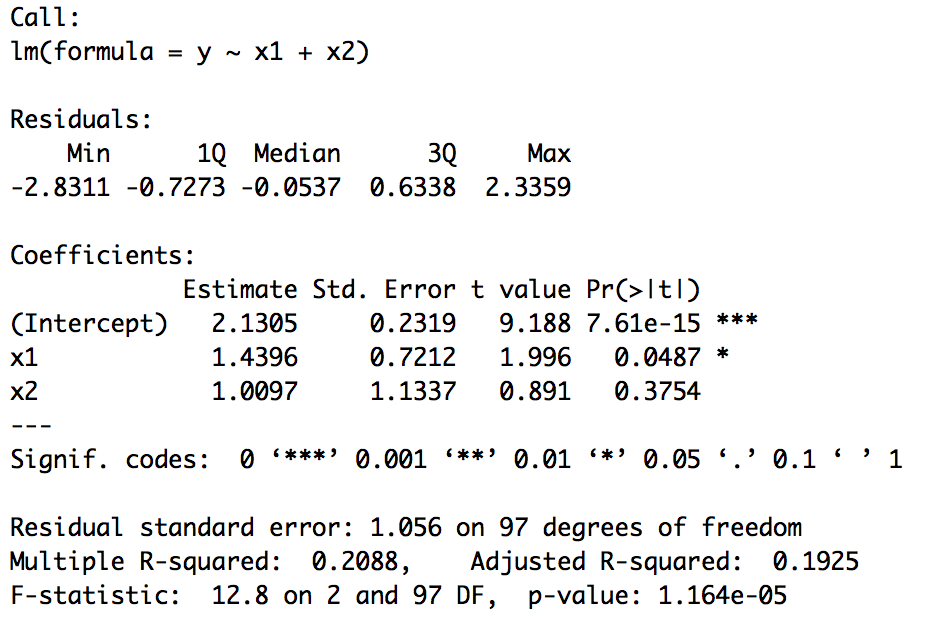 Call:
lm(formula = y ~ x1 + x2)
Residuals:
Min 1Q Median 3Q Max
-2.8311 -0.7273 -0.0537 0.6338 2.3359
Coefficients:
Estimate Std. Error t value Pr(>|t|)
(Intercept) 2.1305 0.2319 9.188 7.61e-15 ***
x1 1.4396 0.7212 1.996 0.0487 *
x2 1.0097 1.1337 0.891 0.3754
---
Signif. codes: 0 ‘***’ 0.001 ‘**’ 0.01 ‘*’ 0.05 ‘.’ 0.1 ‘ ’ 1
Residual standard error: 1.056 on 97 degrees of freedom
Multiple R-squared: 0.2088, Adjusted R-squared: 0.1925
F-statistic: 12.8 on 2 and 97 DF, p-value: 1.164e-05